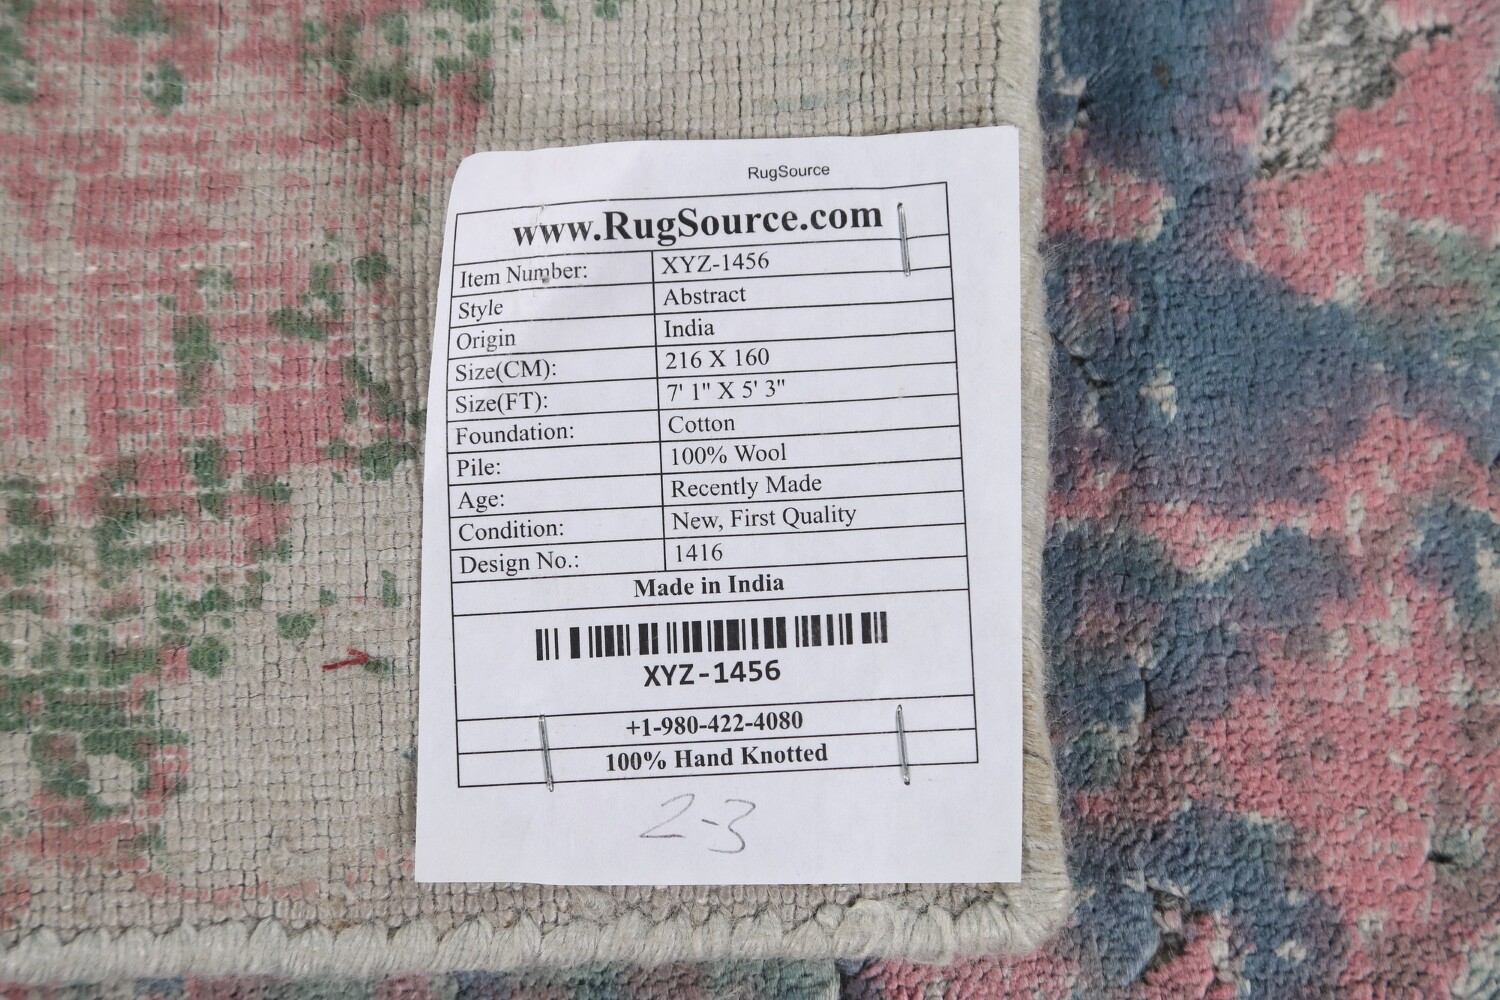 RugSource
www.RugSource.com
Item Number: XYZ-1456
Style Abstract
Origin India
Size(CM): 216 X 160
Size(FT): 7' 1" X 5' 3"
Foundation: Cotton
Pile: 100% Wool
Age: Recently Made
Condition: New, First Quality
Design No.: 1416
Made in India
XYZ-1456
+1-980-422-4080
100% Hand Knotted
2-3